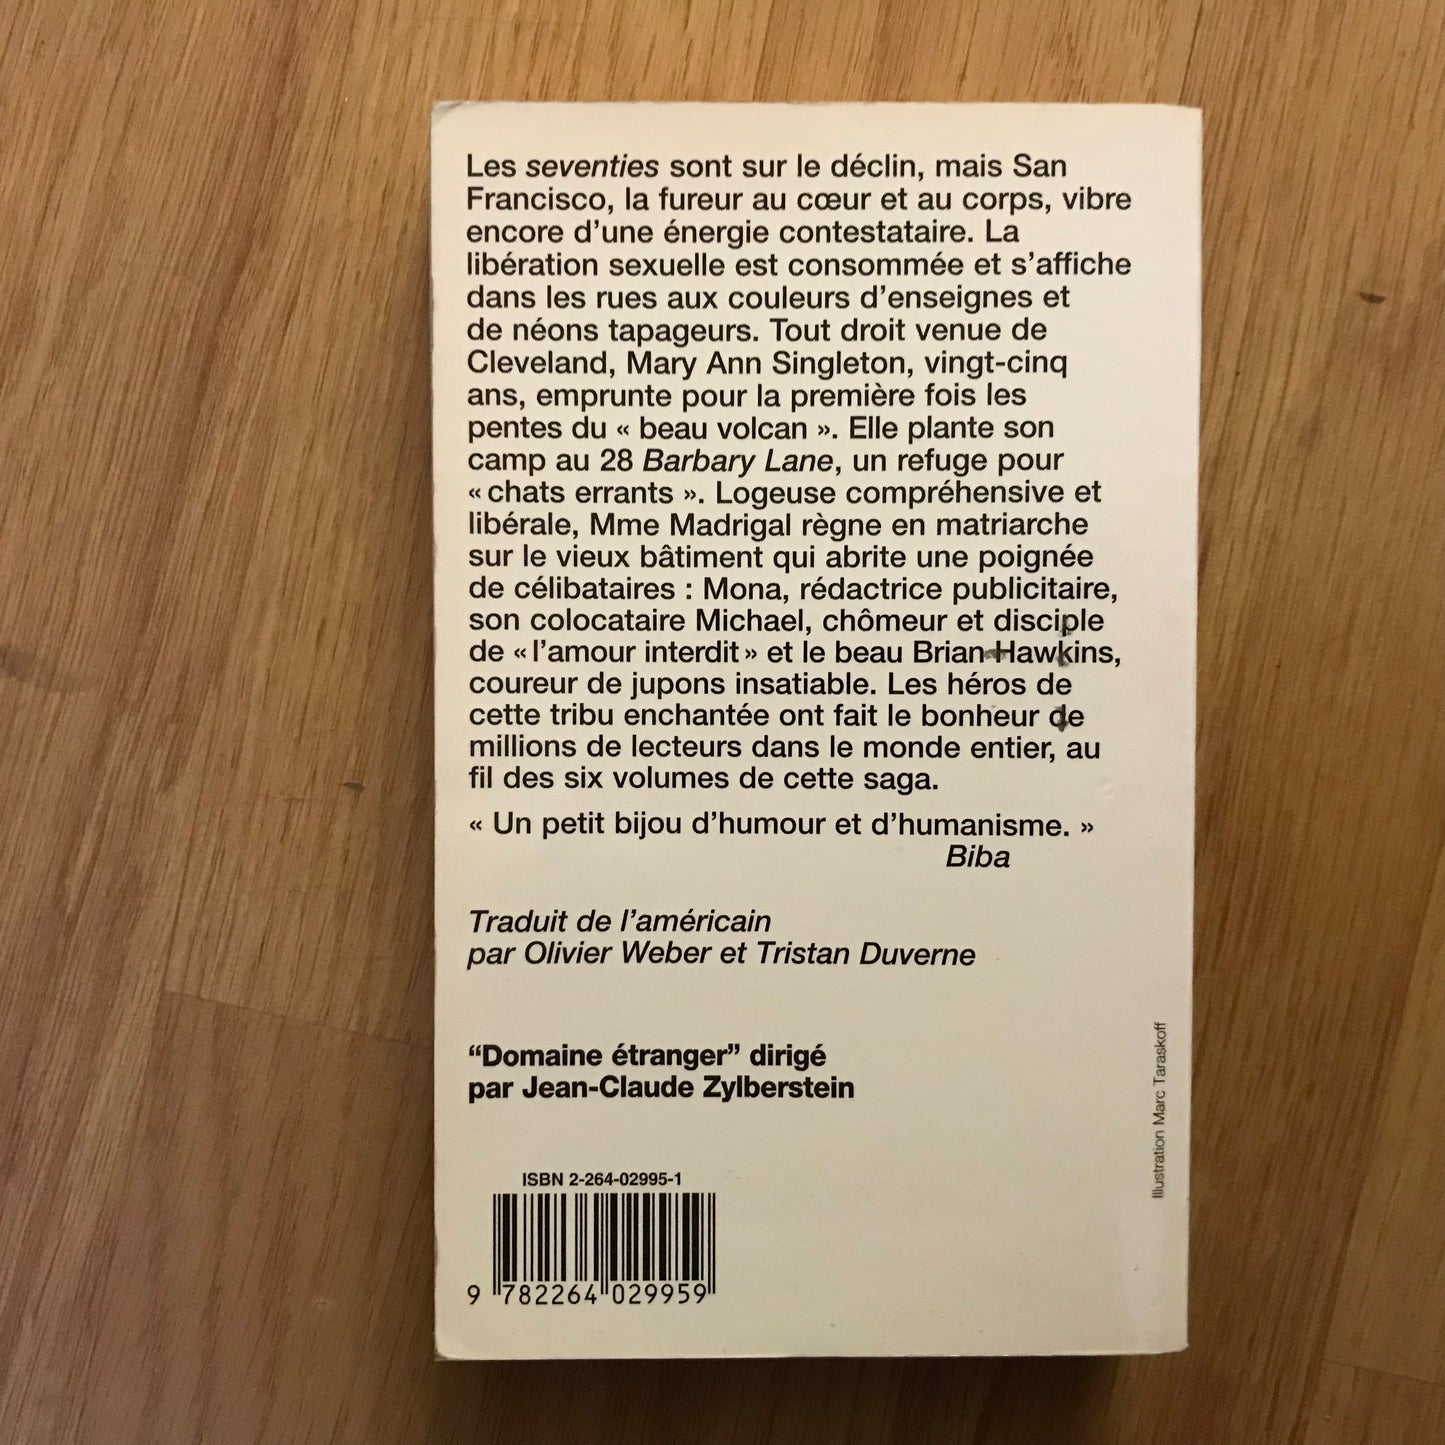 Les seventies sont sur le déclin, mais San
Francisco, la fureur au cœur et au corps, vibre
encore d’une énergie contestataire. La
libération sexuelle est consommée et s’affiche
dans les rues aux couleurs d’enseignes et
de néons tapageurs. Tout droit venue de
Cleveland, Mary Ann Singleton, vingt-cinq
ans, emprunte pour la première fois les
pentes du « beau volcan ». Elle plante son
camp au 28 Barbary Lane, un refuge pour
« chats errants ». Logeuse compréhensive et
libérale, Mme Madrigal règne en matriarche
sur le vieux bâtiment qui abrite une poignée
de célibataires : Mona, rédactrice publicitaire,
son colocataire Michael, chômeur et disciple
de « l’amour interdit » et le beau Brian Hawkins,
coureur de jupons insatiable. Les héros de
cette tribu enchantée ont fait le bonheur de
millions de lecteurs dans le monde entier, au
fil des six volumes de cette saga.
« Un petit bijou d’humour et d’humanisme. »
Biba
Traduit de l’américain
par Olivier Weber et Tristan Duverne
“Domaine étranger” dirigé
par Jean-Claude Zylberstein
Illustration Marc Taraskoff
ISBN 2-264-02995-1
9 782264 029959